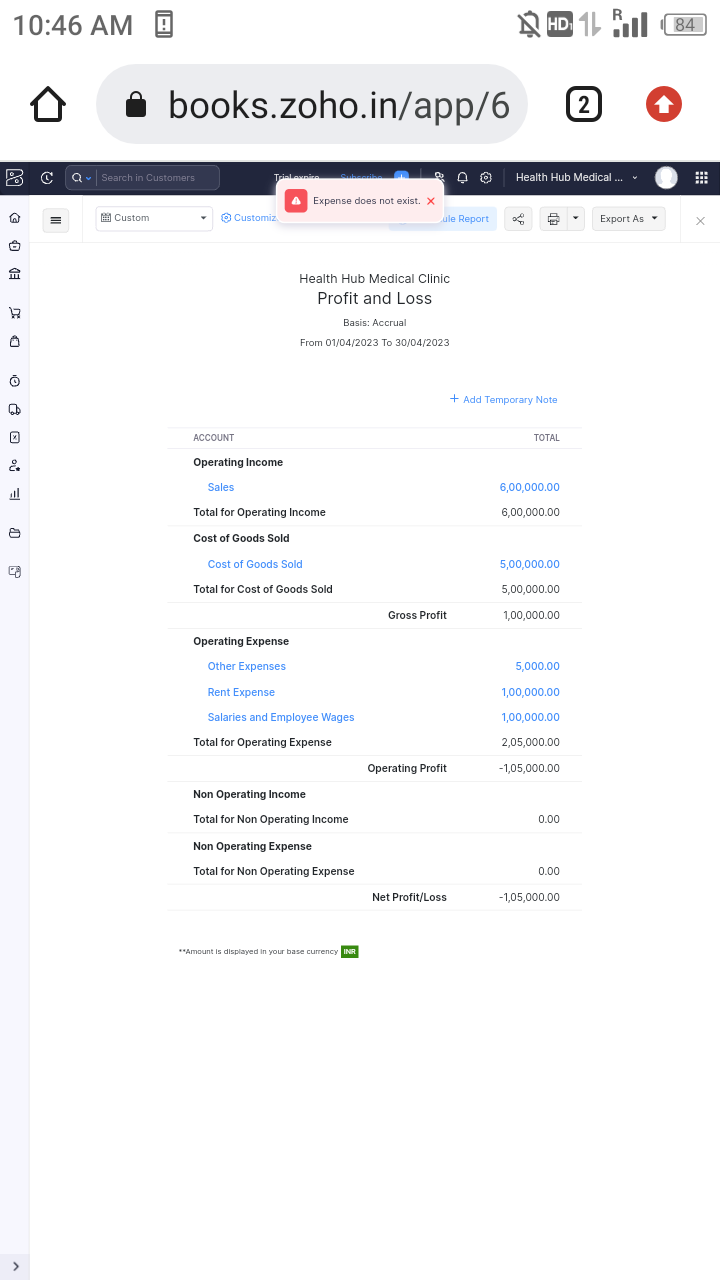 10:46 AM
HD1 R 84
books.zoho.in/app/6
2
Search in Customers
Trial expire
Subscribe
Health Hub Medical ...
Expense does not exist.
Custom
Customiz
ule Report
Export As
Health Hub Medical Clinic
Profit and Loss
Basis: Accrual
From 01/04/2023 To 30/04/2023
+ Add Temporary Note
ACCOUNT TOTAL
Operating Income
Sales 6,00,000.00
Total for Operating Income 6,00,000.00
Cost of Goods Sold
Cost of Goods Sold 5,00,000.00
Total for Cost of Goods Sold 5,00,000.00
Gross Profit 1,00,000.00
Operating Expense
Other Expenses 5,000.00
Rent Expense 1,00,000.00
Salaries and Employee Wages 1,00,000.00
Total for Operating Expense 2,05,000.00
Operating Profit -1,05,000.00
Non Operating Income
Total for Non Operating Income 0.00
Non Operating Expense
Total for Non Operating Expense 0.00
Net Profit/Loss -1,05,000.00
**Amount is displayed in your base currency INR